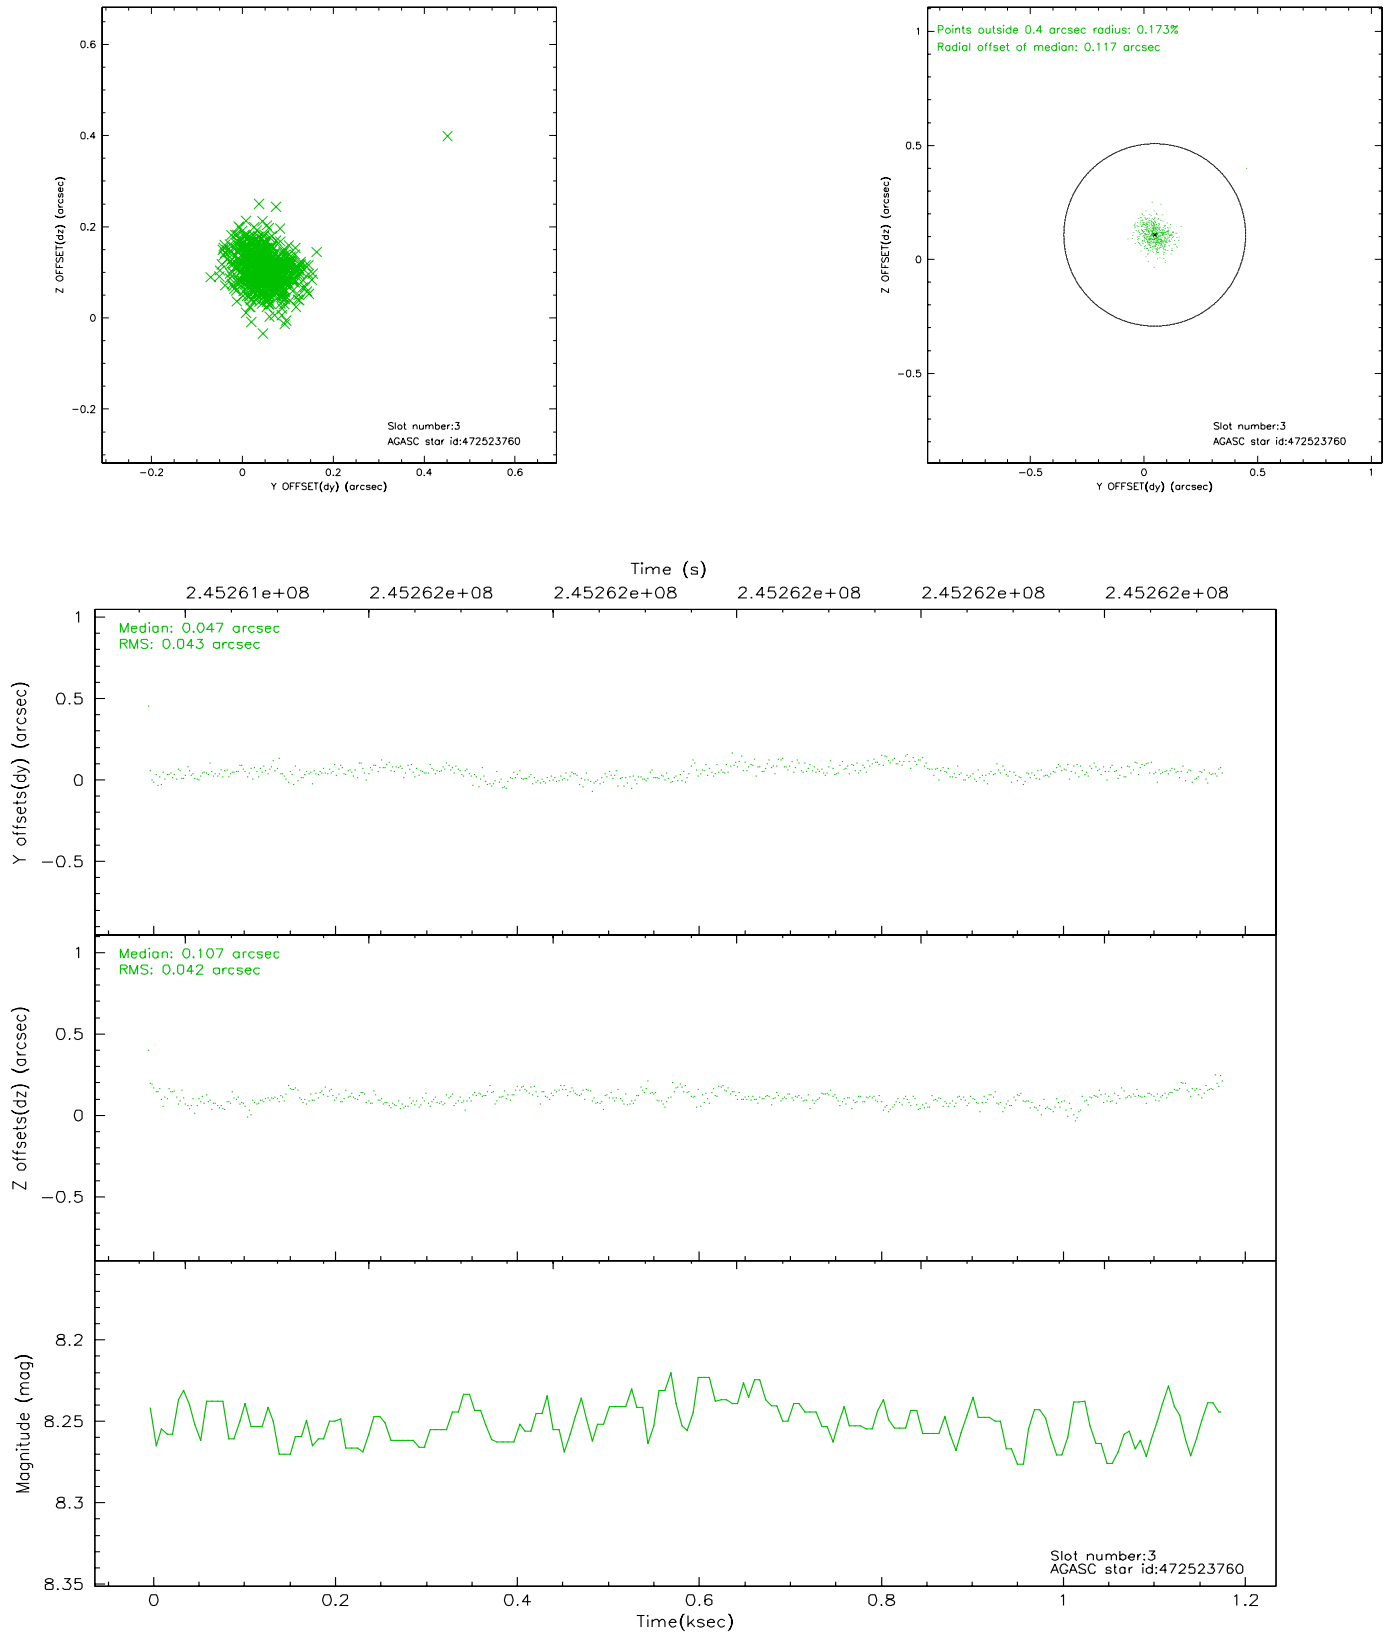 0.6
0.4
0.2
0
−0.2
Z OFFSET(dz) (arcsec)
Slot number:3
AGASC star id:472523760
−0.2 0 0.2 0.4 0.6
Y OFFSET(dy) (arcsec)
Points outside 0.4 arcsec radius: 0.173%
Radial offset of median: 0.117 arcsec
1
0.5
0
−0.5
Z OFFSET(dz) (arcsec)
Slot number:3
AGASC star id:472523760
−0.5 0 0.5 1
Y OFFSET(dy) (arcsec)
Time (s)
2.45261e+08 2.45262e+08 2.45262e+08 2.45262e+08 2.45262e+08 2.45262e+08
Median: 0.047 arcsec
RMS: 0.043 arcsec
1
0.5
0
−0.5
Y offsets(dy) (arcsec)
Median: 0.107 arcsec
RMS: 0.042 arcsec
1
0.5
0
−0.5
Z offsets(dz) (arcsec)
8.2
8.25
8.3
8.35
Magnitude (mag)
Slot number:3
AGASC star id:472523760
0 0.2 0.4 0.6 0.8 1 1.2
Time(ksec)